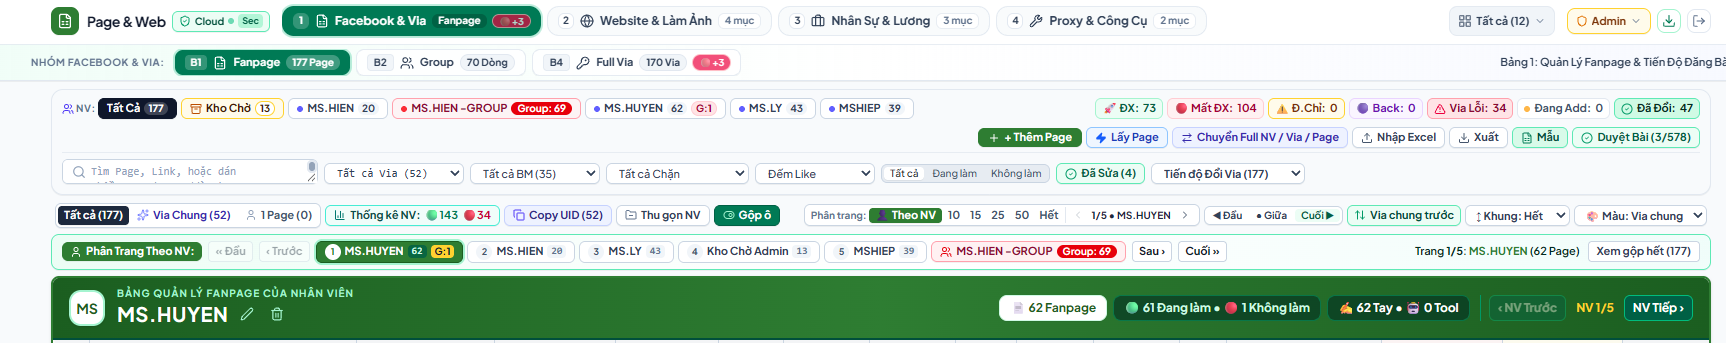 Page & Web Cloud Sec 1 Facebook & Via Fanpage +3 2 Website & Làm Ảnh 4 mục 3 Nhân Sự & Lương 3 mục 4 Proxy & Công Cụ 2 mục Tất cả (12) Admin
NHÓM FACEBOOK & VIA: B1 Fanpage 177 Page B2 Group 70 Dòng B4 Full Via 170 Via +3 Bảng 1: Quản Lý Fanpage & Tiến Độ Đăng Bà
NV: Tất Cả 177 Kho Chờ 13 MS.HIEN 20 MS.HIEN -GROUP Group: 69 MS.HUYEN 62 G:1 MS.LY 43 MSHIEP 39 ĐX: 73 Mất ĐX: 104 Đ.Chỉ: 0 Back: 0 Via Lỗi: 34 Đang Add: 0 Đã Đổi: 47
+ + Thêm Page Lấy Page Chuyển Full NV / Via / Page Nhập Excel Xuất Mẫu Duyệt Bài (3/578)
Tìm Page, Link, hoặc dán Tất cả Via (52) Tất cả BM (35) Tất cả Chặn Đếm Like Tất cả Đang làm Không làm Đã Sửa (4) Tiến độ Đổi Via (177)
Tất cả (177) Via Chung (52) 1 Page (0) Thống kê NV: 143 34 Copy UID (52) Thu gọn NV Gộp ô Phân trang: Theo NV 10 15 25 50 Hết ‹ 1/5 • MS.HUYEN › ◀ Đầu • Giữa Cuối ▶ Via chung trước Khung: Hết Màu: Via chung
Phân Trang Theo NV: « Đầu ‹ Trước 1 MS.HUYEN 62 G:1 2 MS.HIEN 20 3 MS.LY 43 4 Kho Chờ Admin 13 5 MSHIEP 39 MS.HIEN -GROUP Group: 69 Sau › Cuối » Trang 1/5: MS.HUYEN (62 Page) Xem gộp hết (177)
MS BẢNG QUẢN LÝ FANPAGE CỦA NHÂN VIÊN
MS.HUYEN 62 Fanpage 61 Đang làm • 1 Không làm 62 Tay • 0 Tool ‹ NV Trước NV 1/5 NV Tiếp ›